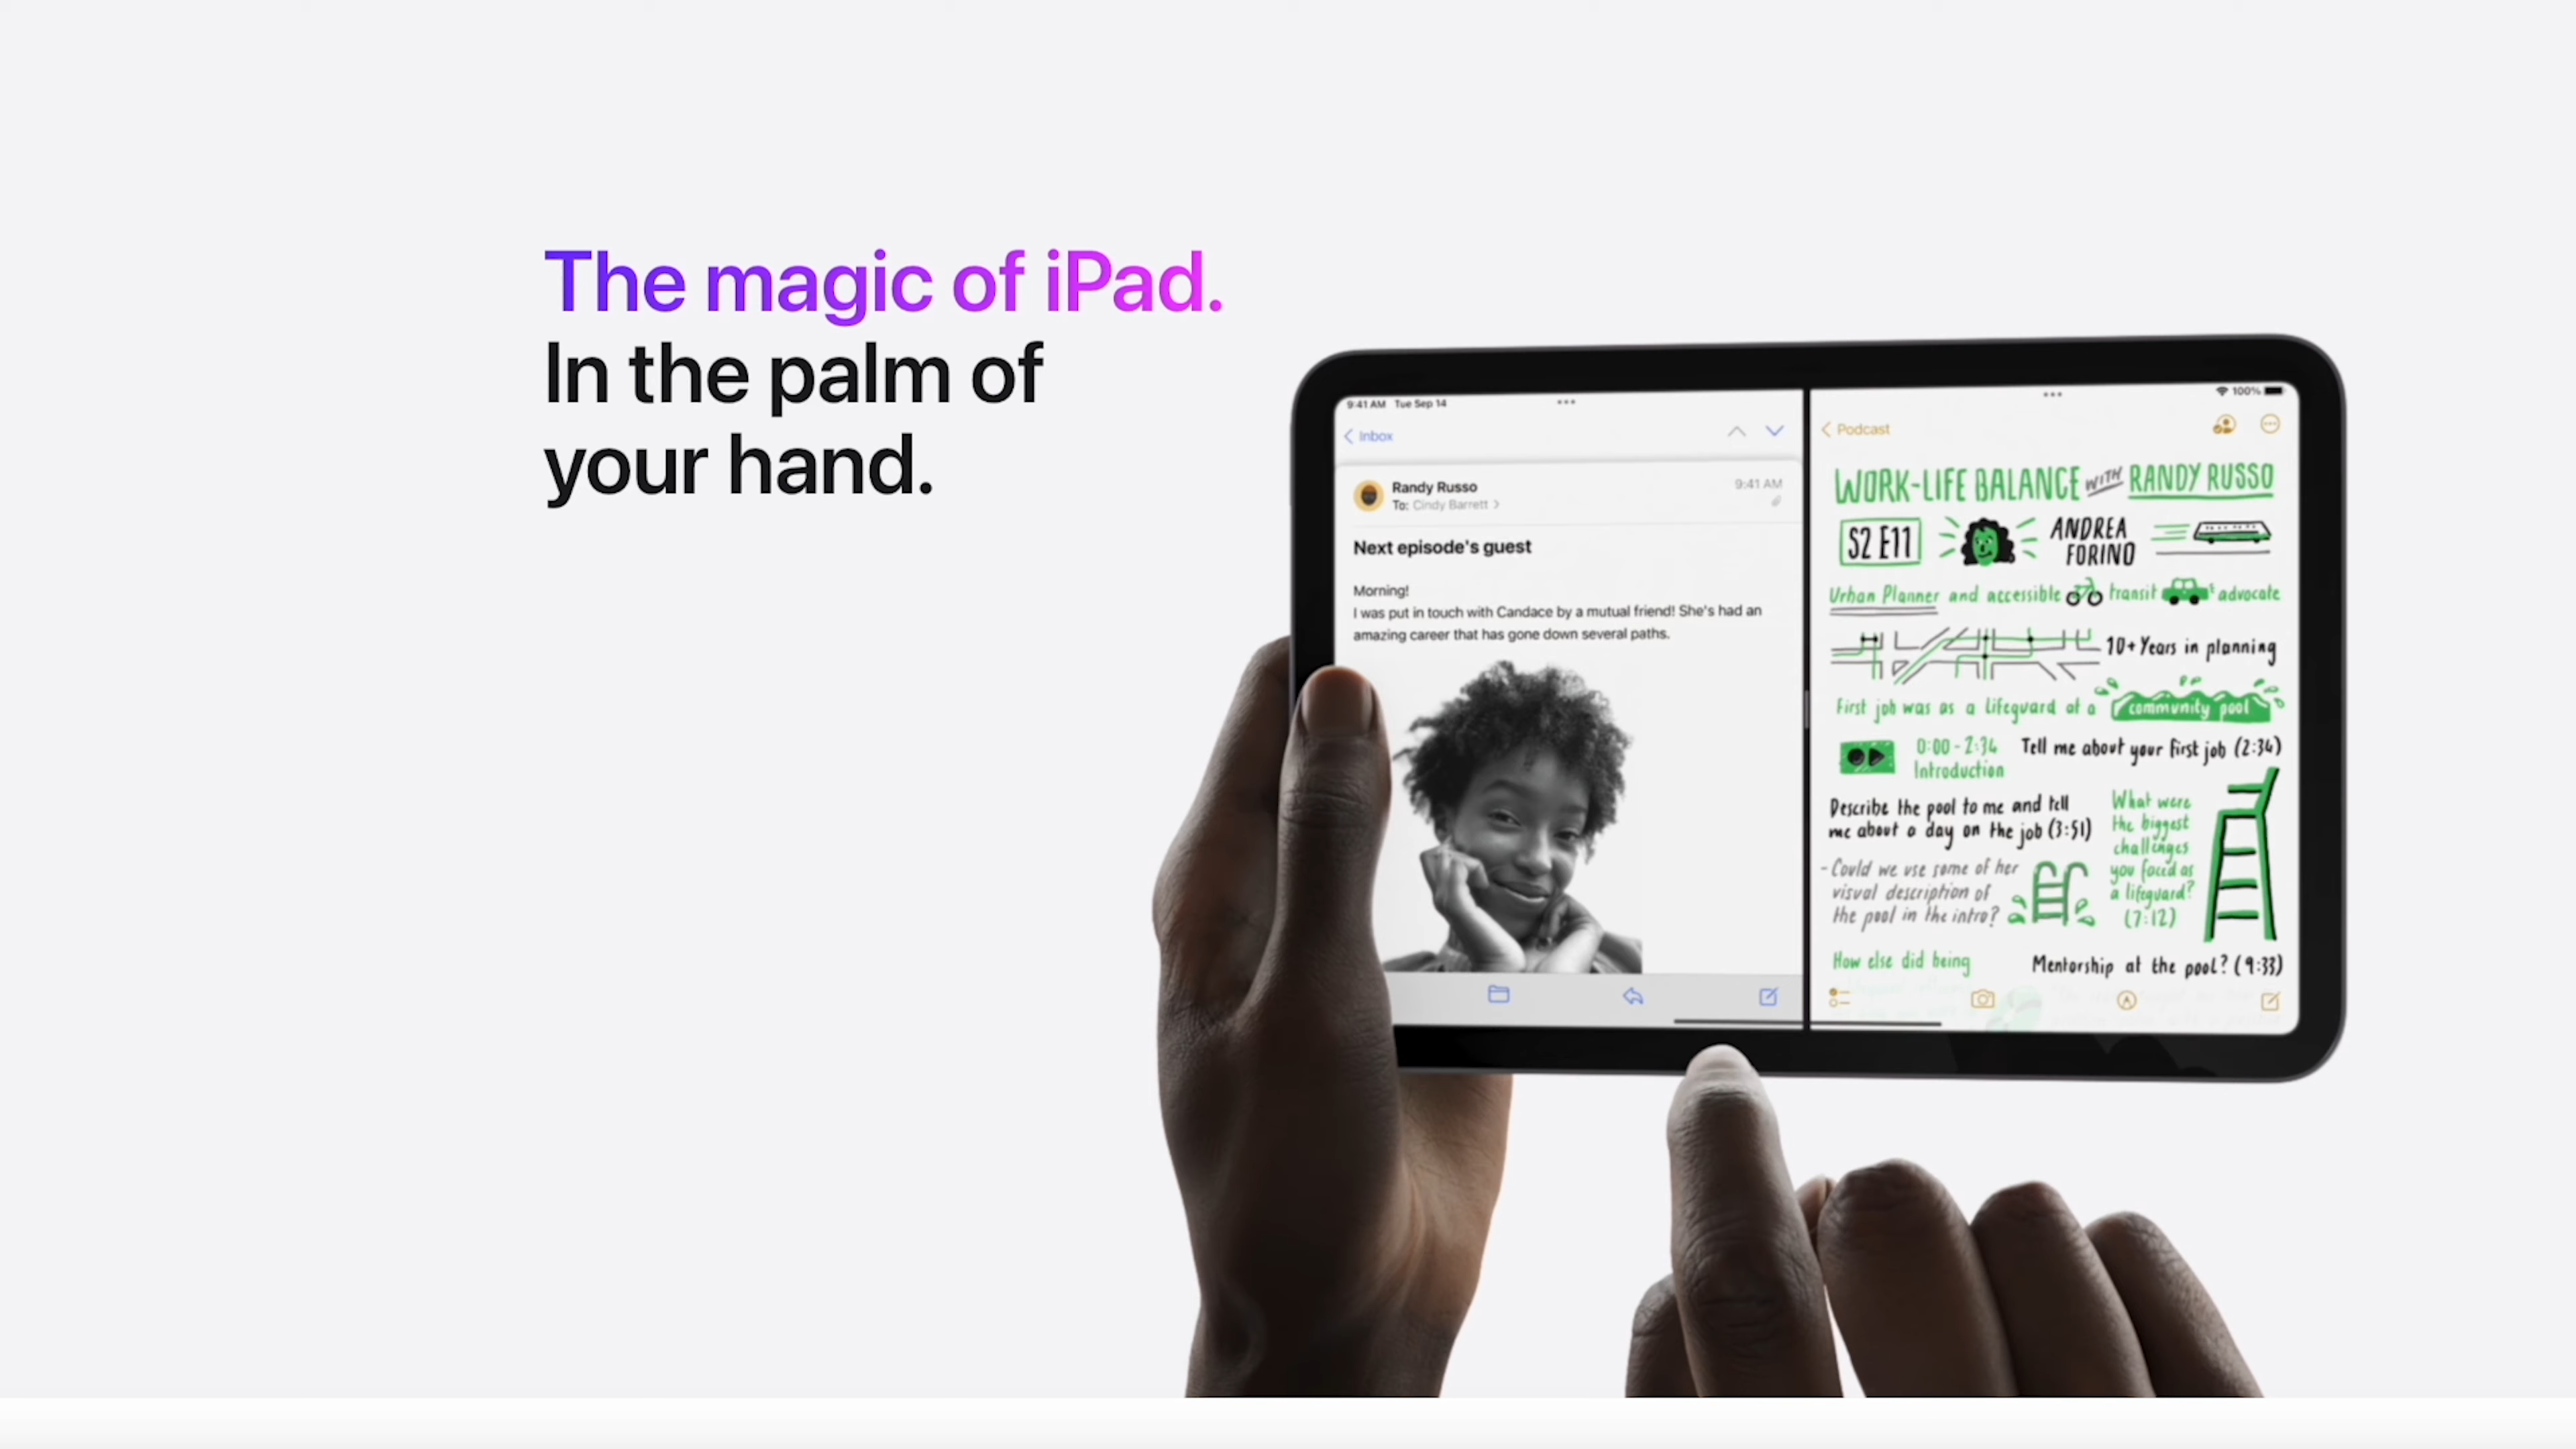 The magic of iPad.
In the palm of
your hand.
9:41 AM Tue Sep 14
Inbox
Randy Russo
9:41 AM
To: Cindy Barrett
Next episode's guest
Morning!
I was put in touch with Candace by a mutual friend! She's had an
amazing career that has gone down several paths.
100%
Podcast
WORK-LIFE BALANCE WITH RANDY RUSSO
S2 E11
ANDREA
FORINO
Urban Planner and accessible transit advocate
10+ Years in planning
First job was as a lifeguard at a community pool
0:00 - 2:34
Introduction
Tell me about your first job (2:34)
Describe the pool to me and tell
me about a day on the job (3:51)
What were
the biggest
challenges
you faced as
a lifeguard?
(7:12)
- Could we use some of her
visual description of
the pool in the intro?
How else did being
Mentorship at the pool? (9:33)